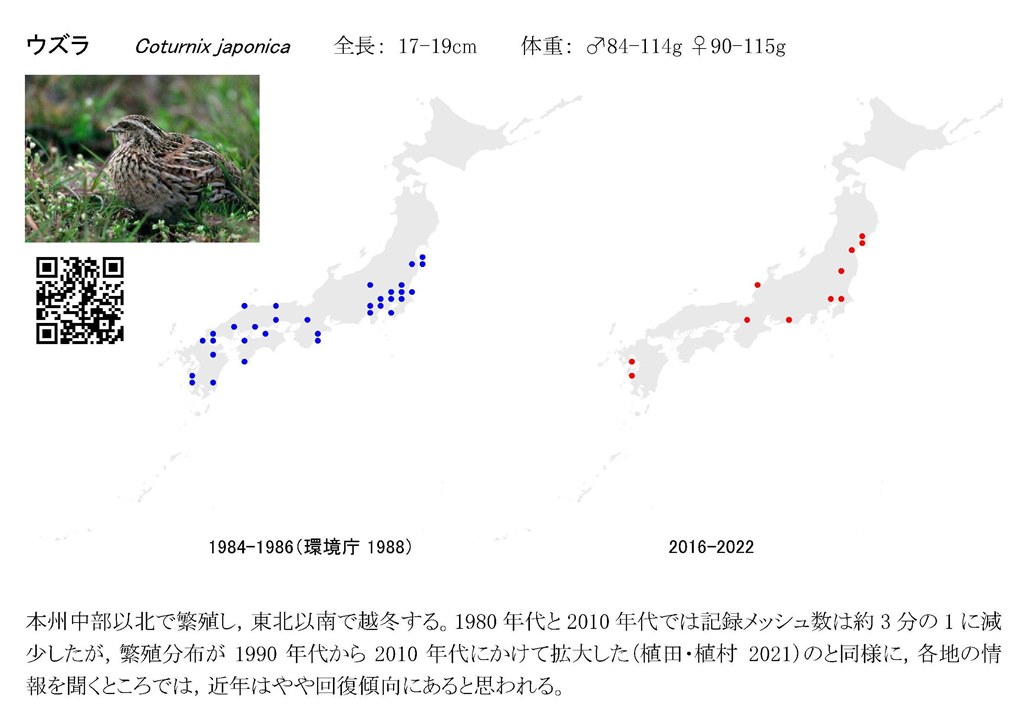 ウズラ Coturnix japonica 全長： 17-19cm 体重： ♂84-114g ♀90-115g
1984-1986（環境庁 1988） 2016-2022
本州中部以北で繁殖し，東北以南で越冬する。1980 年代と 2010 年代では記録メッシュ数は約 3 分の 1 に減
少したが，繁殖分布が 1990 年代から 2010 年代にかけて拡大した（植田・植村 2021）のと同様に，各地の情
報を聞くところでは，近年はやや回復傾向にあると思われる。